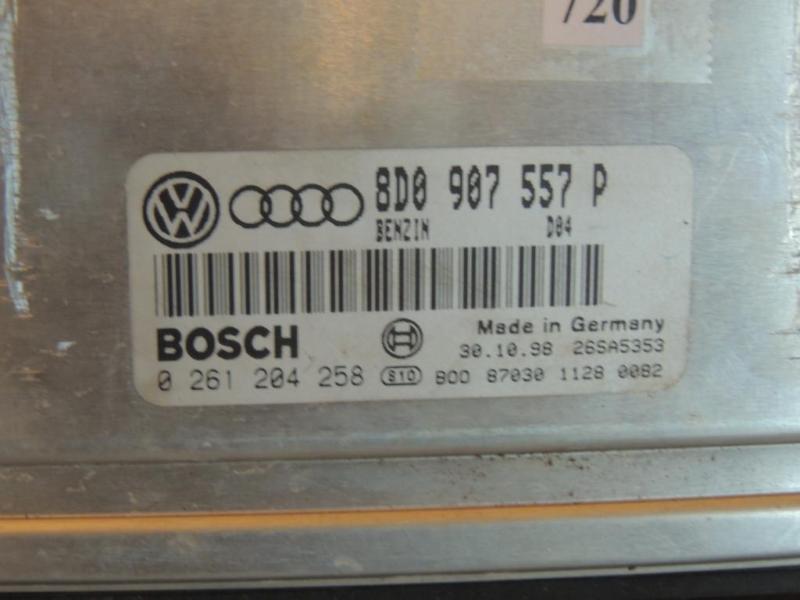 720
8D0 907 557 P
BENZIN D04
BOSCH
Made in Germany
30.10.98 26SA5353
0 261 204 258 S10 800 87030 1128 0082